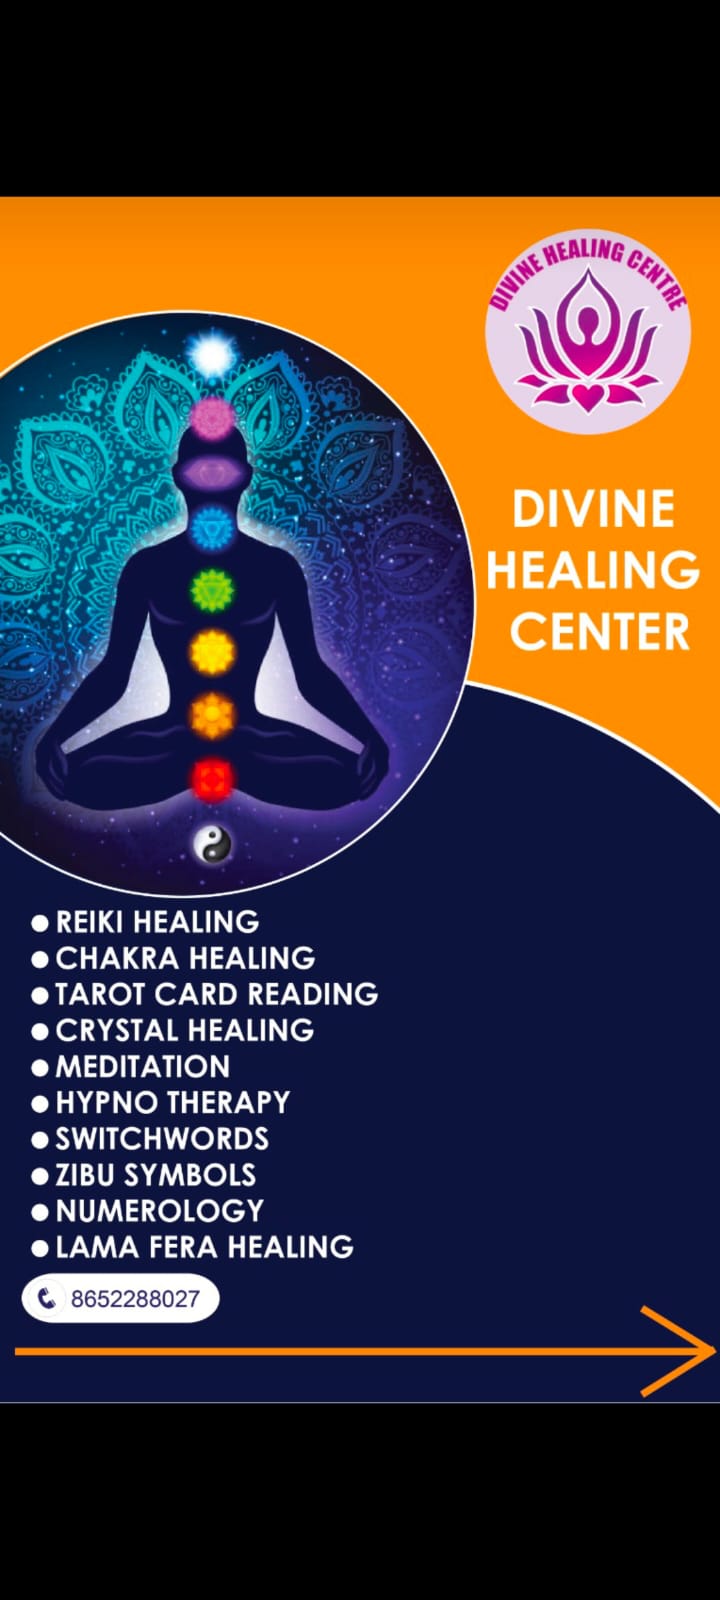 DIVINE HEALING CENTRE
DIVINE
HEALING
CENTER
REIKI HEALING
CHAKRA HEALING
TAROT CARD READING
CRYSTAL HEALING
MEDITATION
HYPNO THERAPY
SWITCHWORDS
ZIBU SYMBOLS
NUMEROLOGY
LAMA FERA HEALING
8652288027